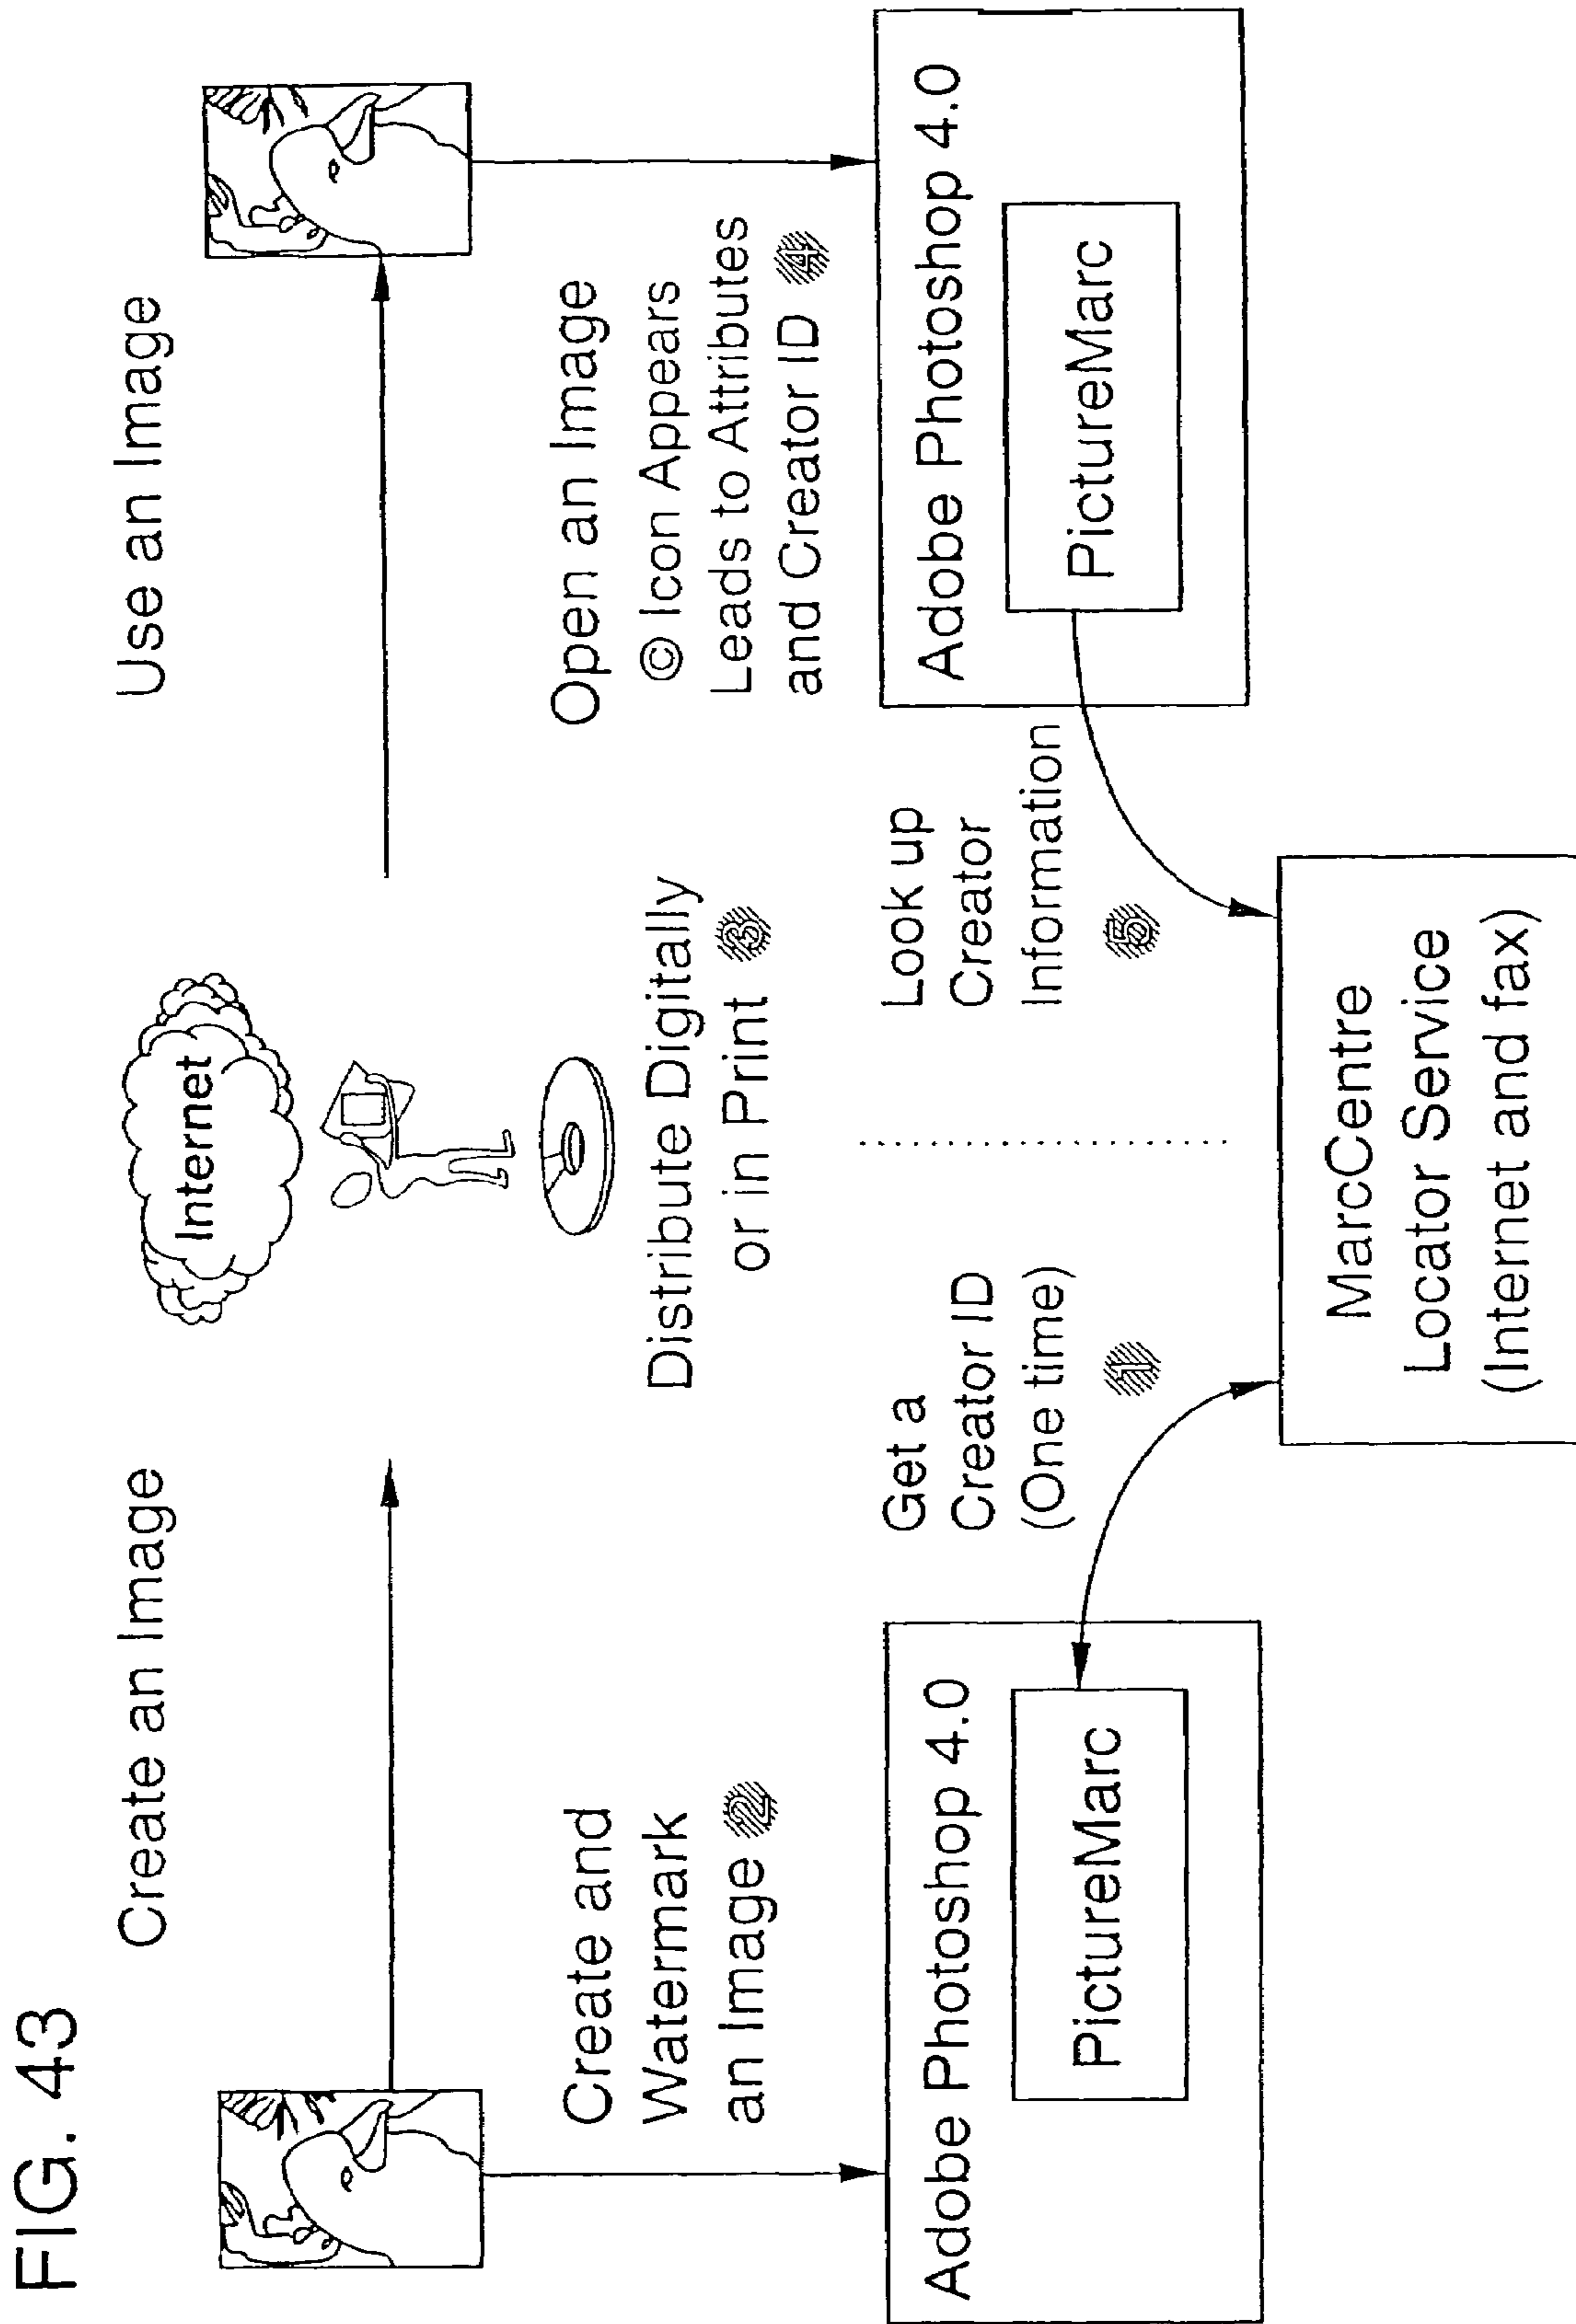 FIG. 43
Create an Image
Use an Image
Internet
Create and
Watermark
an Image 2
Distribute Digitally
or in Print 3
Open an Image
© Icon Appears
Leads to Attributes
and Creator ID 4
Adobe Photoshop 4.0
PictureMarc
Get a
Creator ID
(One time)
1
Look up
Creator
Information
5
Adobe Photoshop 4.0
PictureMarc
MarcCentre
Locator Service
(Internet and fax)